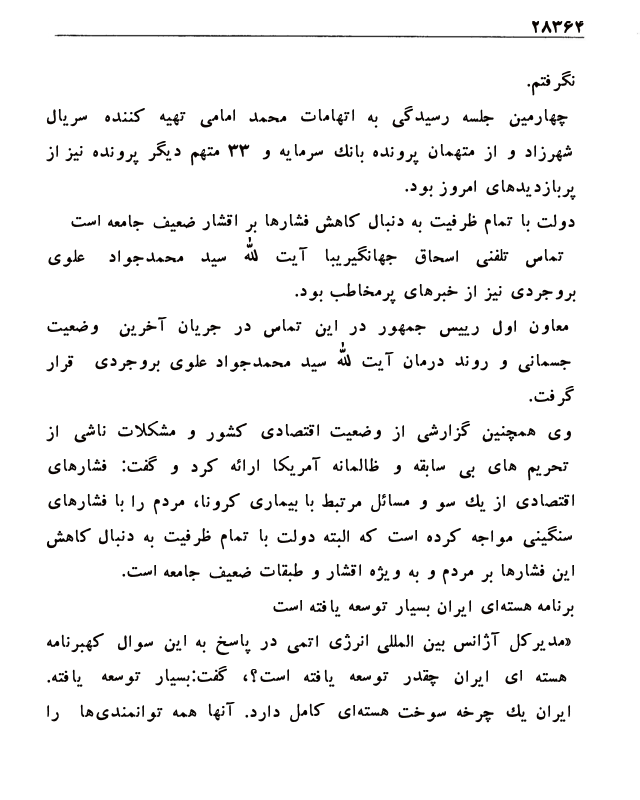 ۲۸۳۶۴
نگرفتم.
چهارمین جلسه رسیدگی به اتهامات محمد امامی تهیه کننده سریال
شهرزاد و از متهمان پرونده بانك سرمایه و ۳۳ متهم دیگر پرونده نیز از
پربازدیدهای امروز بود.
دولت با تمام ظرفیت به دنبال کاهش فشارها بر اقشار ضعیف جامعه است
تماس تلفنی اسحاق جهانگیریبا آیت لله سید محمدجواد علوی
بروجردی نیز از خبرهای پرمخاطب بود.
معاون اول رییس جمهور در این تماس در جریان آخرین وضعیت
جسمانی و روند درمان آیت لله سید محمدجواد علوی بروجردی قرار
گرفت.
وی همچنین گزارشی از وضعیت اقتصادی کشور و مشکلات ناشی از
تحریم های بی سابقه و ظالمانه آمریکا ارائه کرد و گفت: فشارهای
اقتصادی از یك سو و مسائل مرتبط با بیماری کرونا، مردم را با فشارهای
سنگینی مواجه کرده است که البته دولت با تمام ظرفیت به دنبال کاهش
این فشارها بر مردم و به ویژه اقشار و طبقات ضعیف جامعه است.
برنامه هسته‌ای ایران بسیار توسعه یافته است
«مدیرکل آژانس بین المللی انرژی اتمی در پاسخ به این سوال کهبرنامه
هسته ای ایران چقدر توسعه یافته است؟، گفت:بسیار توسعه یافته.
ایران یك چرخه سوخت هسته‌ای کامل دارد. آنها همه توانمندی‌ها را